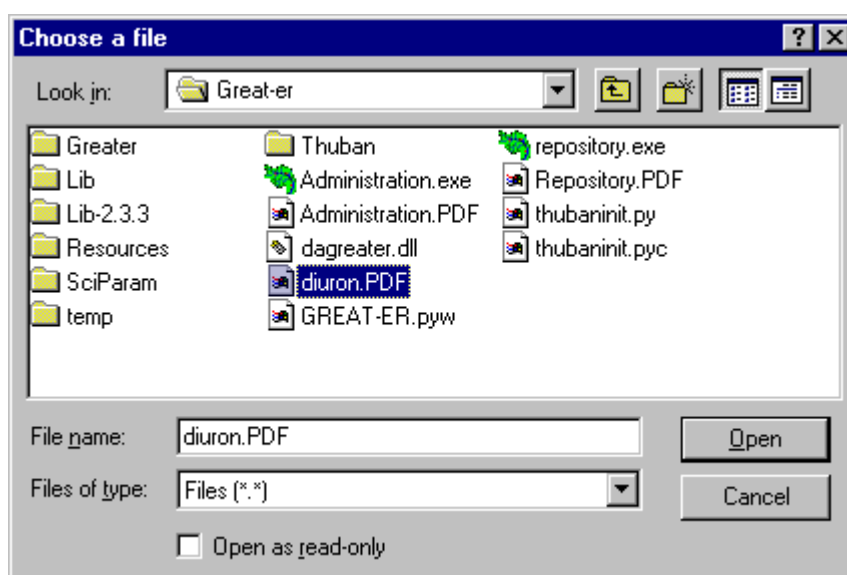 Choose a file
Look in: Great-er
Greater Thuban repository.exe
Lib Administration.exe Repository.PDF
Lib-2.3.3 Administration.PDF thubaninit.py
Resources dagreater.dll thubaninit.pyc
SciParam diuron.PDF
temp GREAT-ER.pyw
File name: diuron.PDF Open
Files of type: Files (*.*) Cancel
Open as read-only